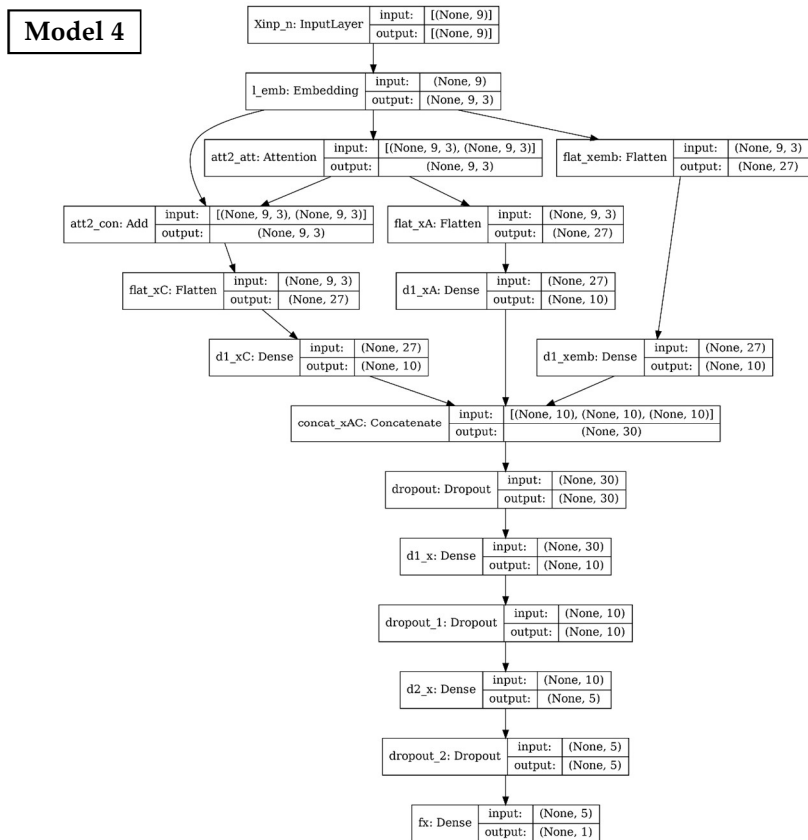 Model 4
Xinp_n: InputLayer
input: [(None, 9)]
output: [(None, 9)]
l_emb: Embedding
input: (None, 9)
output: (None, 9, 3)
att2_att: Attention
input: [(None, 9, 3), (None, 9, 3)]
output: (None, 9, 3)
flat_xemb: Flatten
input: (None, 9, 3)
output: (None, 27)
att2_con: Add
input: [(None, 9, 3), (None, 9, 3)]
output: (None, 9, 3)
flat_xA: Flatten
input: (None, 9, 3)
output: (None, 27)
flat_xC: Flatten
input: (None, 9, 3)
output: (None, 27)
d1_xA: Dense
input: (None, 27)
output: (None, 10)
d1_xC: Dense
input: (None, 27)
output: (None, 10)
d1_xemb: Dense
input: (None, 27)
output: (None, 10)
concat_xAC: Concatenate
input: [(None, 10), (None, 10), (None, 10)]
output: (None, 30)
dropout: Dropout
input: (None, 30)
output: (None, 30)
d1_x: Dense
input: (None, 30)
output: (None, 10)
dropout_1: Dropout
input: (None, 10)
output: (None, 10)
d2_x: Dense
input: (None, 10)
output: (None, 5)
dropout_2: Dropout
input: (None, 5)
output: (None, 5)
fx: Dense
input: (None, 5)
output: (None, 1)